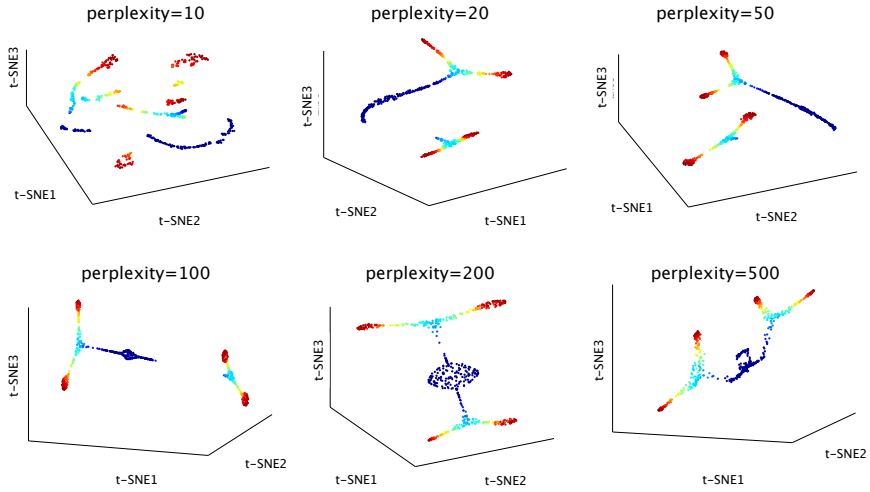 perplexity=10
perplexity=20
perplexity=50
t-SNE3
t-SNE1
t-SNE2
t-SNE3
t-SNE2
t-SNE1
t-SNE3
t-SNE1
t-SNE2
perplexity=100
perplexity=200
perplexity=500
t-SNE3
t-SNE1
t-SNE2
t-SNE3
t-SNE1
t-SNE2
t-SNE3
t-SNE1
t-SNE2